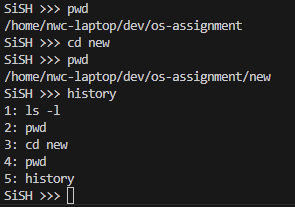 SiSH >>> pwd
/home/nwc-laptop/dev/os-assignment
SiSH >>> cd new
SiSH >>> pwd
/home/nwc-laptop/dev/os-assignment/new
SiSH >>> history
1: ls -l
2: pwd
3: cd new
4: pwd
5: history
SiSH >>>